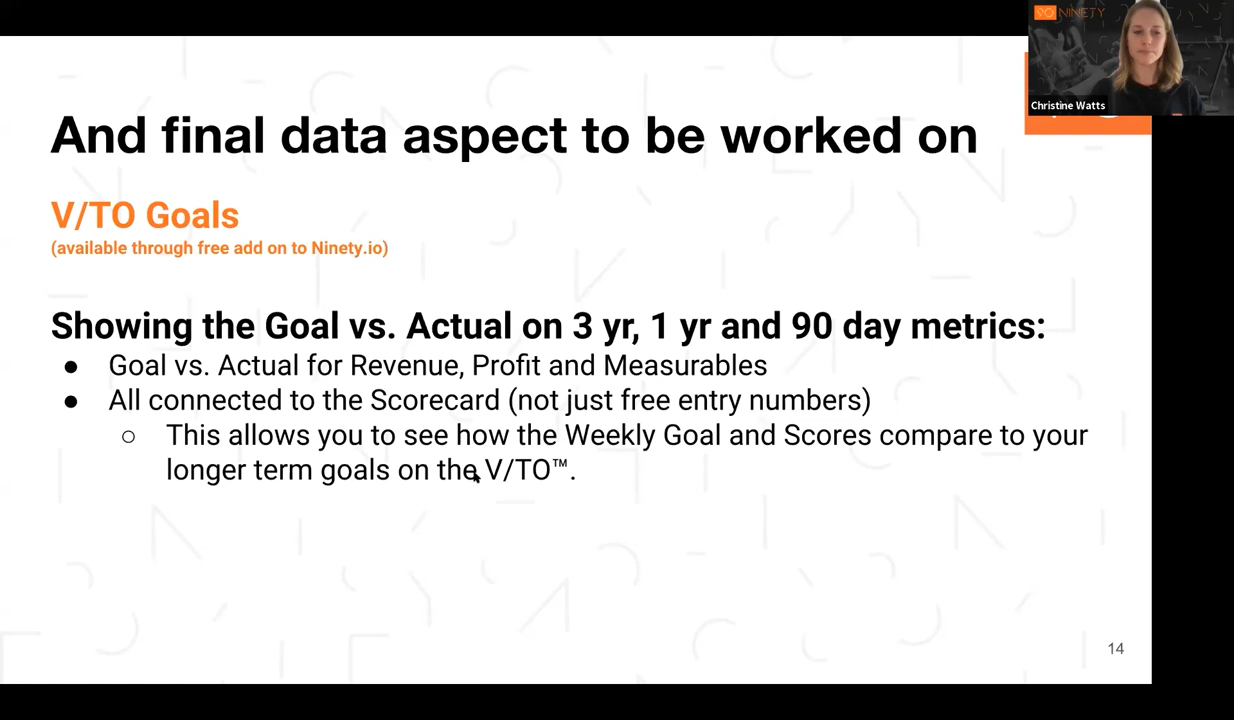 90 NINETY
Christine Watts
And final data aspect to be worked on
V/TO Goals
(available through free add on to Ninety.io)
Showing the Goal vs. Actual on 3 yr, 1 yr and 90 day metrics:
● Goal vs. Actual for Revenue, Profit and Measurables
● All connected to the Scorecard (not just free entry numbers)
○ This allows you to see how the Weekly Goal and Scores compare to your
longer term goals on the V/TO™.
14